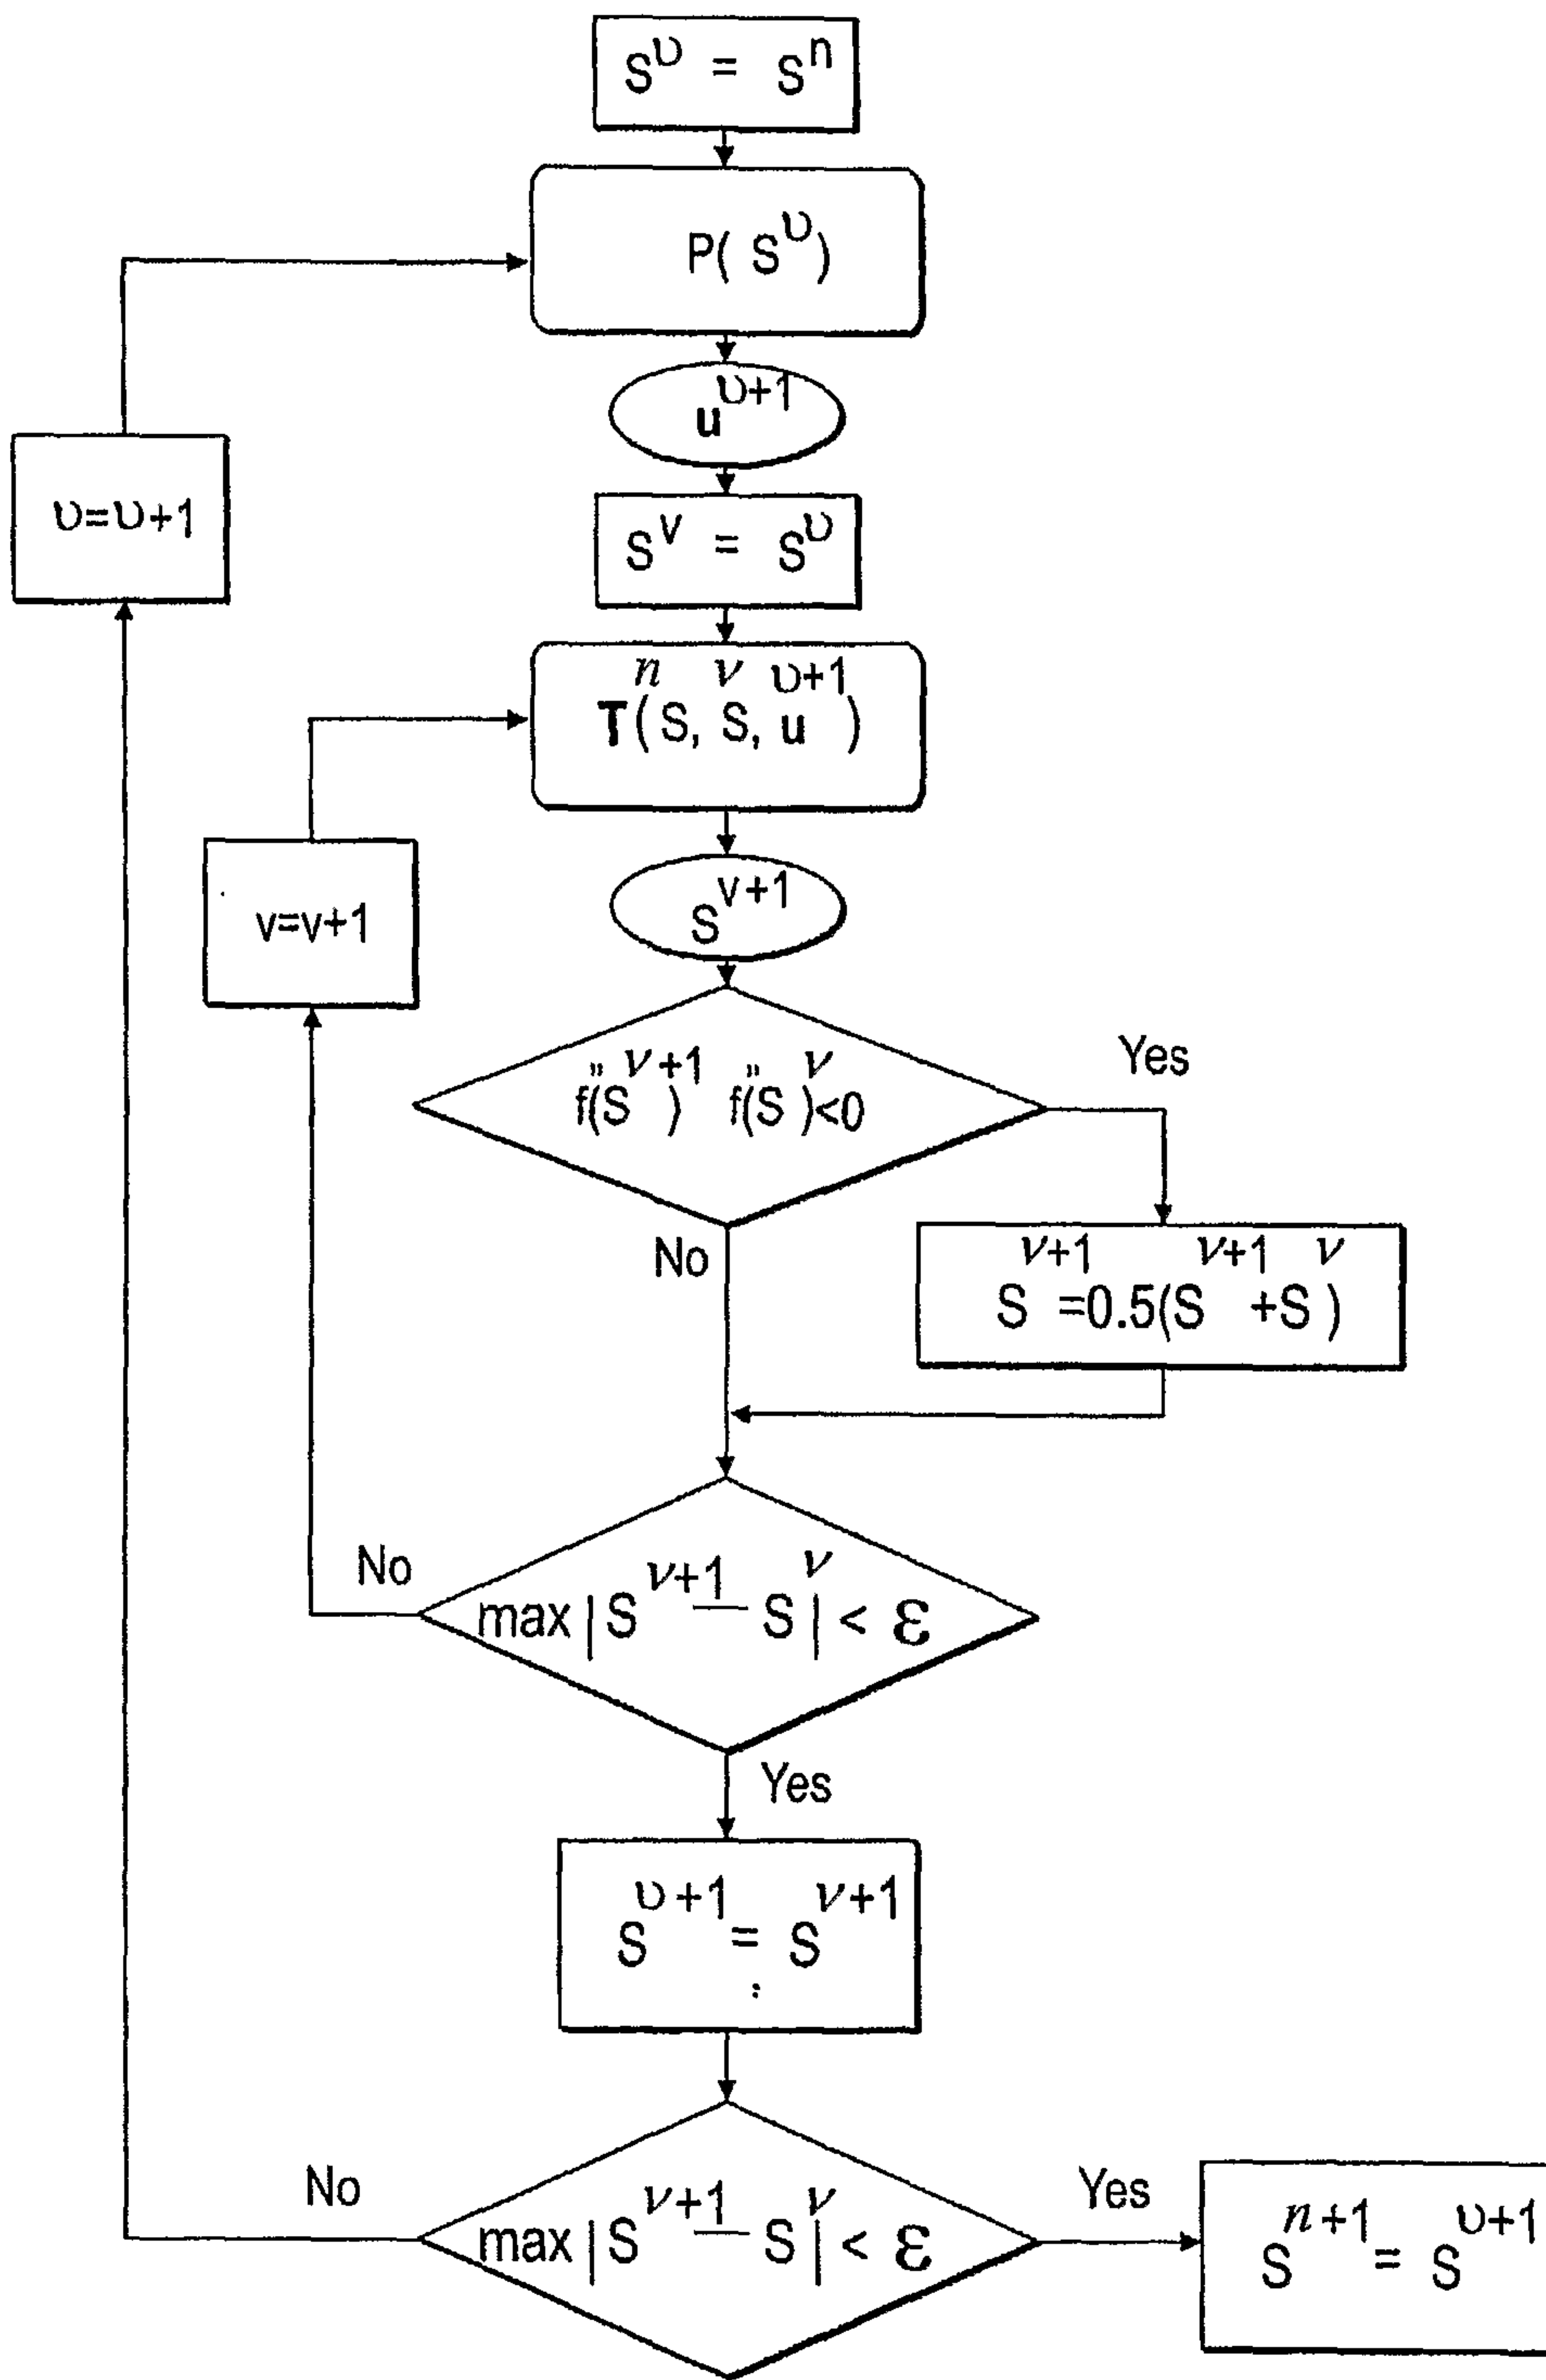 S^υ = S^n
P( S^υ)
u^υ+1
υ=υ+1
S^v = S^υ
T(S^n, S^ν, u^υ+1)
S^v+1
v=v+1
f''(S^ν+1) f''(S^ν)<0
Yes
No
S^ν+1=0.5(S^ν+1+S^ν)
No
max|S^ν+1 − S^ν| < ε
Yes
S^υ+1 = S^ν+1
No
max|S^ν+1 − S^ν| < ε
Yes
S^n+1 = S^υ+1